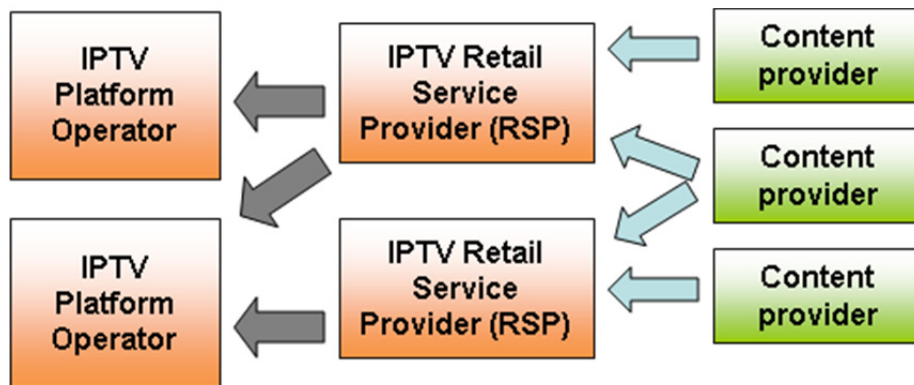 IPTV
Platform
Operator
IPTV Retail
Service
Provider (RSP)
Content
provider
Content
provider
IPTV
Platform
Operator
IPTV Retail
Service
Provider (RSP)
Content
provider